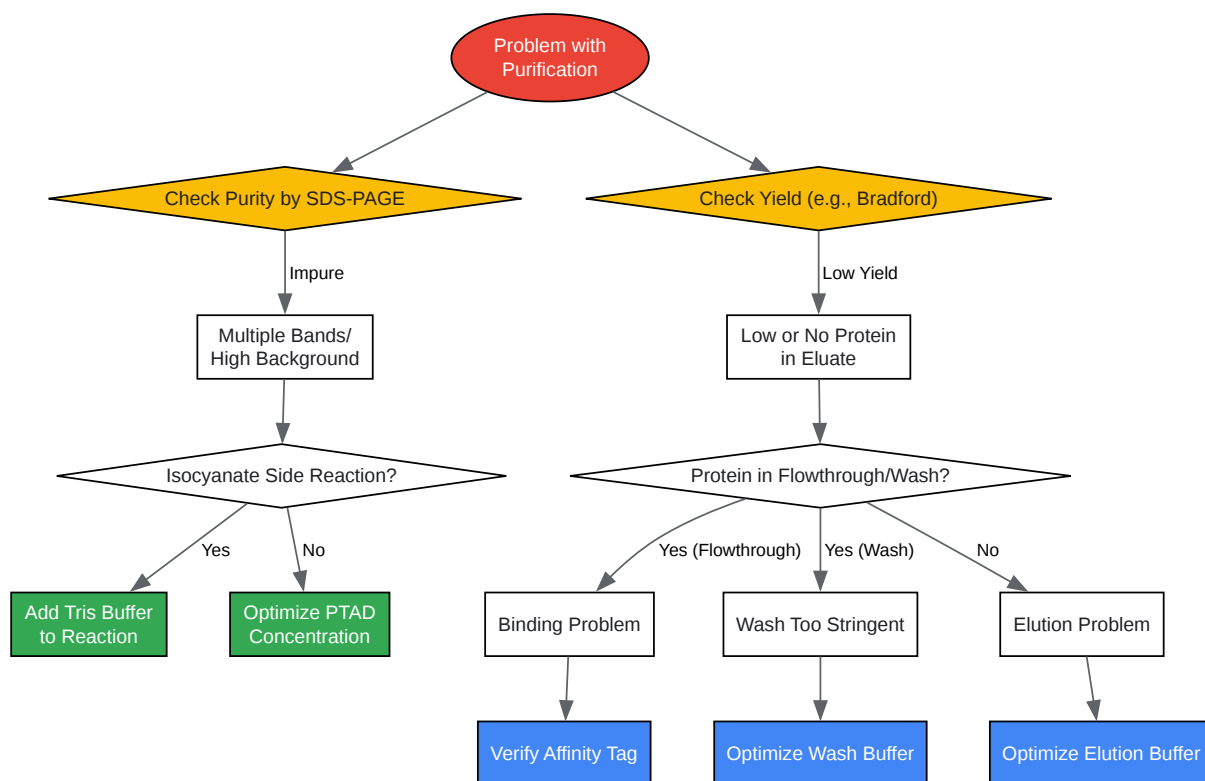 Problem with
Purification
Check Purity by SDS-PAGE
Check Yield (e.g., Bradford)
Impure
Low Yield
Multiple Bands/
High Background
Low or No Protein
in Eluate
Isocyanate Side Reaction?
Protein in Flowthrough/Wash?
Yes
No
Yes (Flowthrough)
Yes (Wash)
No
Add Tris Buffer
to Reaction
Optimize PTAD
Concentration
Binding Problem
Wash Too Stringent
Elution Problem
Verify Affinity Tag
Optimize Wash Buffer
Optimize Elution Buffer